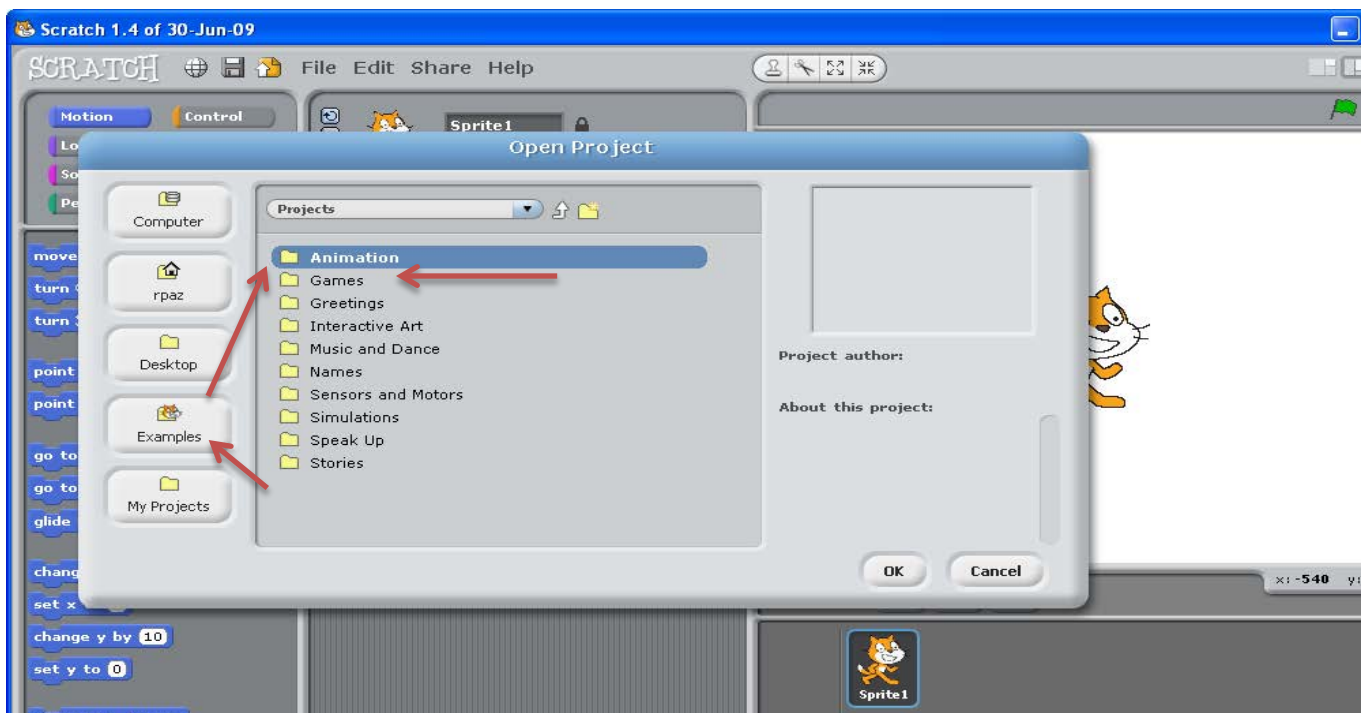 Scratch 1.4 of 30-Jun-09
SCRATCH File Edit Share Help
Motion Control
Sprite1
Lo
So
Pe
Open Project
Computer
rpaz
Desktop
Examples
My Projects
Projects
Animation
Games
Greetings
Interactive Art
Music and Dance
Names
Sensors and Motors
Simulations
Speak Up
Stories
Project author:
About this project:
OK Cancel
move
turn
turn
point
point
go to
go to
glide
chang
set x
change y by 10
set y to 0
x: -540 y:
Sprite1